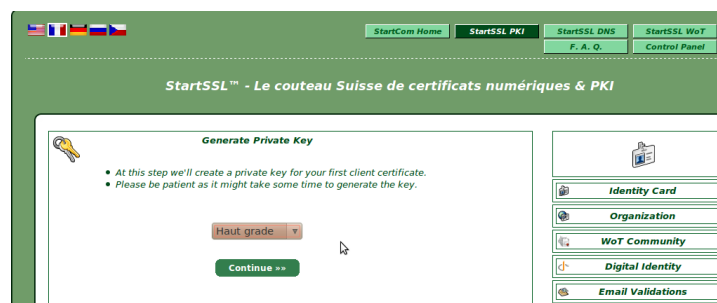 StartCom Home StartSSL PKI StartSSL DNS StartSSL WoT
F. A. Q. Control Panel
StartSSL™ - Le couteau Suisse de certificats numériques & PKI
Generate Private Key
At this step we'll create a private key for your first client certificate.
Please be patient as it might take some time to generate the key.
Haut grade
Continue »»
Identity Card
Organization
WoT Community
Digital Identity
Email Validations